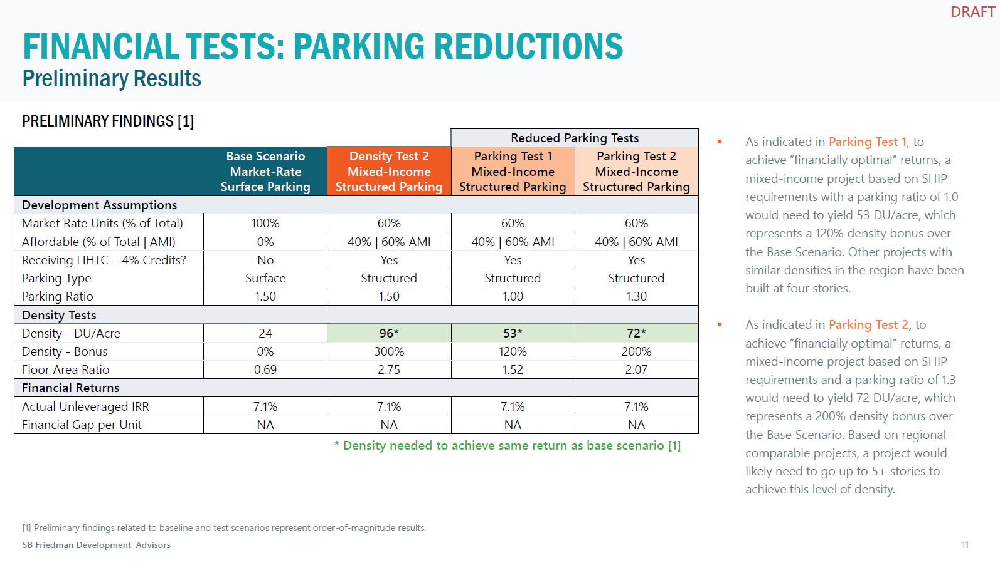 DRAFT
FINANCIAL TESTS: PARKING REDUCTIONS
Preliminary Results
PRELIMINARY FINDINGS [1]
Reduced Parking Tests
Base Scenario Market-Rate Surface Parking
Density Test 2 Mixed-Income Structured Parking
Parking Test 1 Mixed-Income Structured Parking
Parking Test 2 Mixed-Income Structured Parking
Development Assumptions
Market Rate Units (% of Total) 100% 60% 60% 60%
Affordable (% of Total | AMI) 0% 40% | 60% AMI 40% | 60% AMI 40% | 60% AMI
Receiving LIHTC – 4% Credits? No Yes Yes Yes
Parking Type Surface Structured Structured Structured
Parking Ratio 1.50 1.50 1.00 1.30
Density Tests
Density - DU/Acre 24 96* 53* 72*
Density - Bonus 0% 300% 120% 200%
Floor Area Ratio 0.69 2.75 1.52 2.07
Financial Returns
Actual Unleveraged IRR 7.1% 7.1% 7.1% 7.1%
Financial Gap per Unit NA NA NA NA
* Density needed to achieve same return as base scenario [1]
▪ As indicated in Parking Test 1, to
achieve “financially optimal” returns, a
mixed-income project based on SHIP
requirements with a parking ratio of 1.0
would need to yield 53 DU/acre, which
represents a 120% density bonus over
the Base Scenario. Other projects with
similar densities in the region have been
built at four stories.
▪ As indicated in Parking Test 2, to
achieve “financially optimal” returns, a
mixed-income project based on SHIP
requirements and a parking ratio of 1.3
would need to yield 72 DU/acre, which
represents a 200% density bonus over
the Base Scenario. Based on regional
comparable projects, a project would
likely need to go up to 5+ stories to
achieve this level of density.
[1] Preliminary findings related to baseline and test scenarios represent order-of-magnitude results.
SB Friedman Development Advisors
11